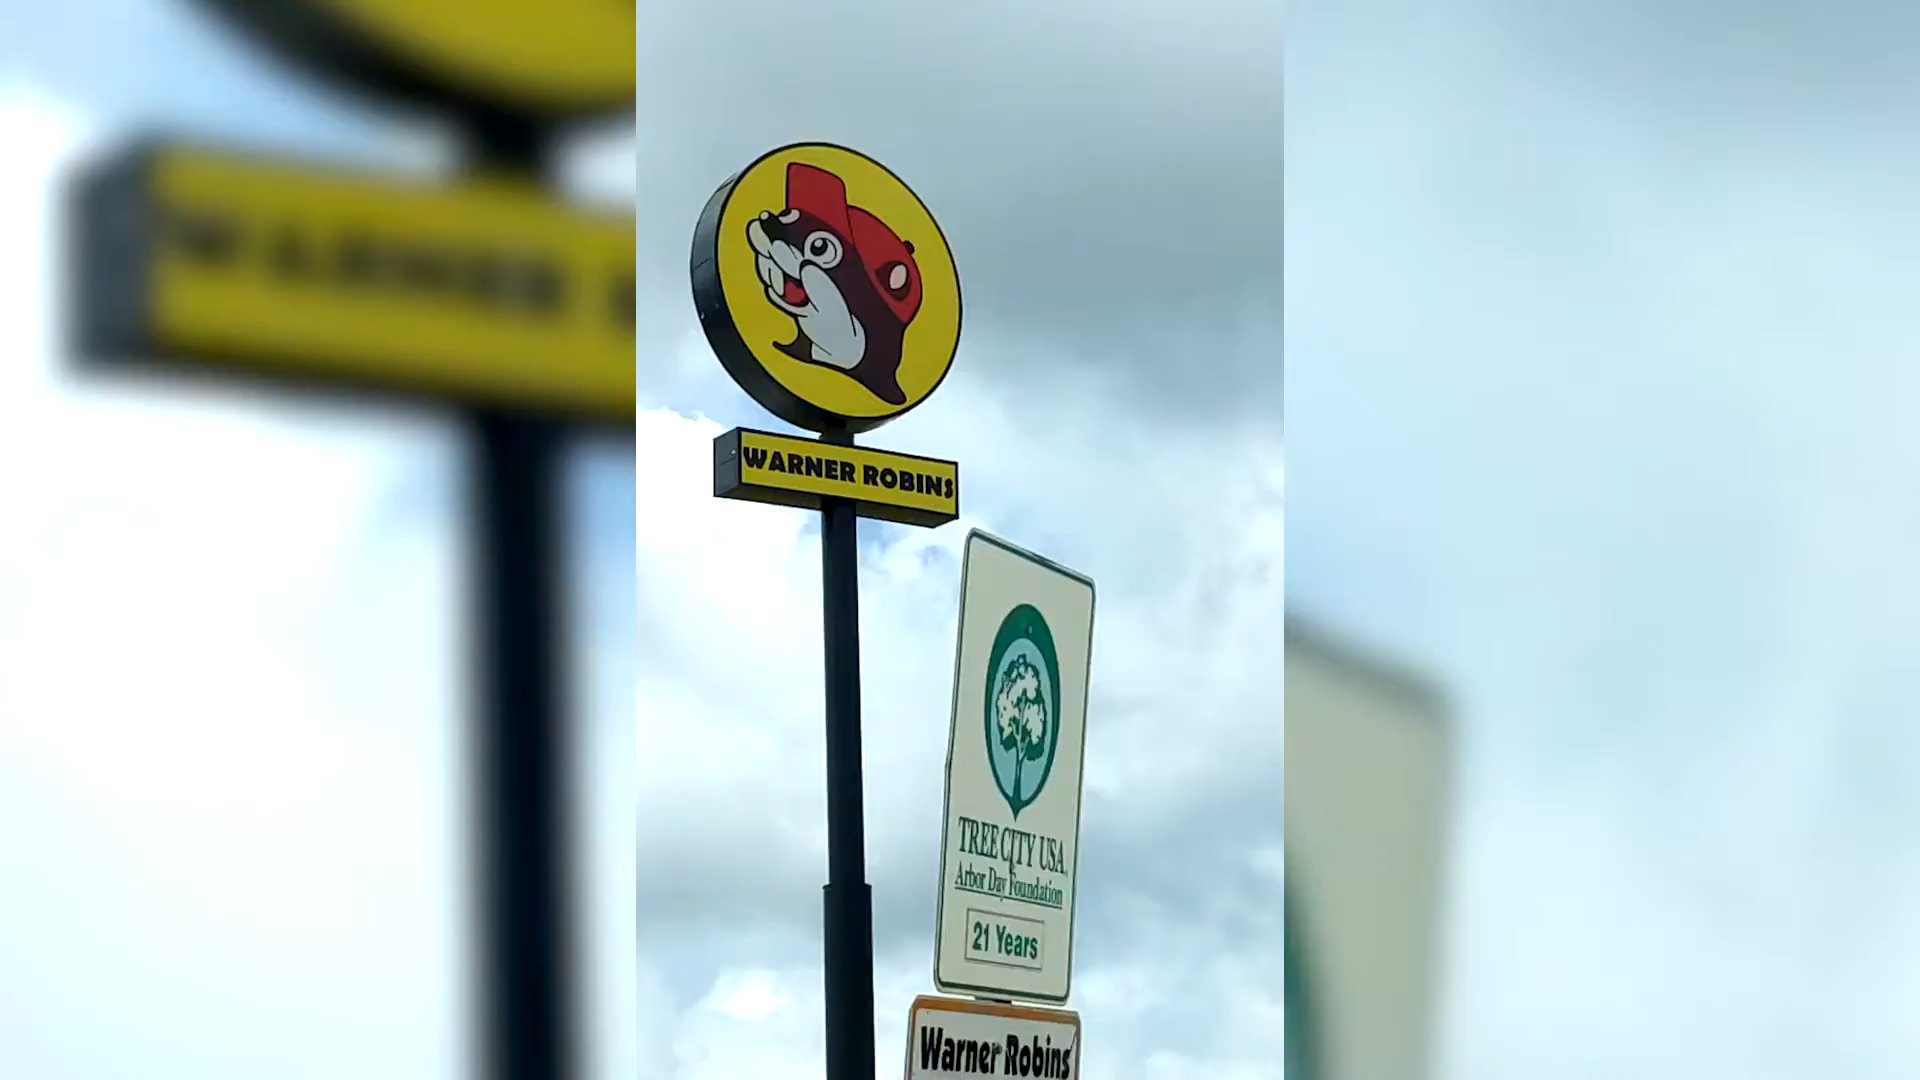 WARNER ROBINS
TREE CITY USA
Arbor Day Foundation
21 Years
Warner Robins